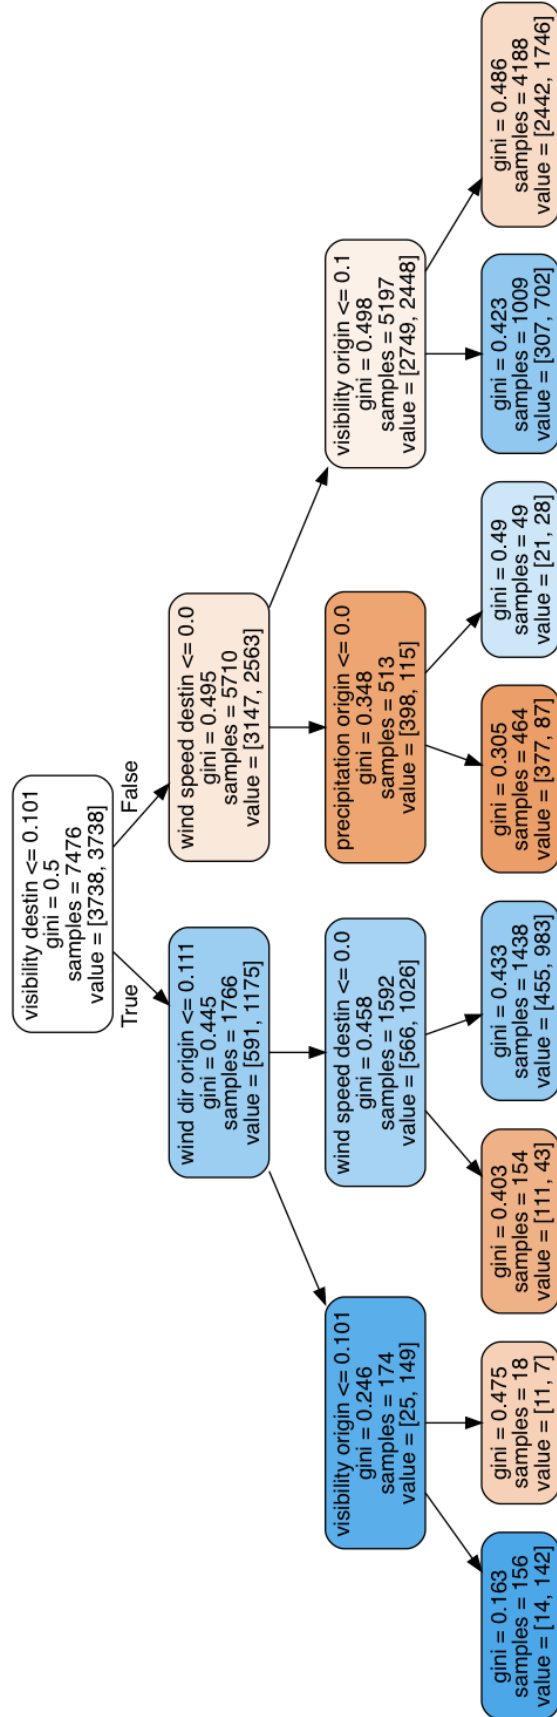 visibility destin <= 0.101
gini = 0.5
samples = 7476
value = [3738, 3738]
True
False
wind dir origin <= 0.111
gini = 0.445
samples = 1766
value = [591, 1175]
wind speed destin <= 0.0
gini = 0.495
samples = 5710
value = [3147, 2563]
visibility origin <= 0.101
gini = 0.246
samples = 174
value = [25, 149]
wind speed destin <= 0.0
gini = 0.458
samples = 1592
value = [566, 1026]
precipitation origin <= 0.0
gini = 0.348
samples = 513
value = [398, 115]
visibility origin <= 0.1
gini = 0.498
samples = 5197
value = [2749, 2448]
gini = 0.163
samples = 156
value = [14, 142]
gini = 0.475
samples = 18
value = [11, 7]
gini = 0.403
samples = 154
value = [111, 43]
gini = 0.433
samples = 1438
value = [455, 983]
gini = 0.305
samples = 464
value = [377, 87]
gini = 0.49
samples = 49
value = [21, 28]
gini = 0.423
samples = 1009
value = [307, 702]
gini = 0.486
samples = 4188
value = [2442, 1746]